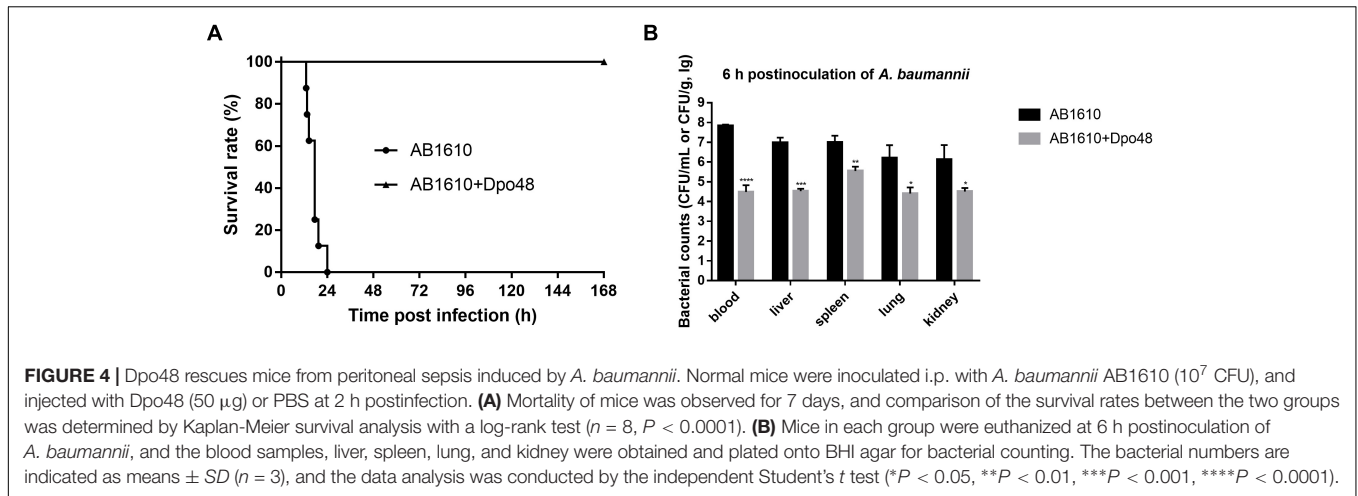 A
100
80
60
40
20
0
Survival rate (%)
AB1610
AB1610+Dpo48
0 24 48 72 96 120 144 168
Time post infection (h)
B
6 h postinoculation of A. baumannii
Bacterial counts (CFU/mL or CFU/g, lg)
9
8
7
6
5
4
3
2
1
0
**** *** ** * *
blood liver spleen lung kidney
AB1610
AB1610+Dpo48
FIGURE 4 | Dpo48 rescues mice from peritoneal sepsis induced by A. baumannii. Normal mice were inoculated i.p. with A. baumannii AB1610 (10⁷ CFU), and
injected with Dpo48 (50 μg) or PBS at 2 h postinfection. (A) Mortality of mice was observed for 7 days, and comparison of the survival rates between the two groups
was determined by Kaplan-Meier survival analysis with a log-rank test (n = 8, P < 0.0001). (B) Mice in each group were euthanized at 6 h postinoculation of
A. baumannii, and the blood samples, liver, spleen, lung, and kidney were obtained and plated onto BHI agar for bacterial counting. The bacterial numbers are
indicated as means ± SD (n = 3), and the data analysis was conducted by the independent Student's t test (*P < 0.05, **P < 0.01, ***P < 0.001, ****P < 0.0001).